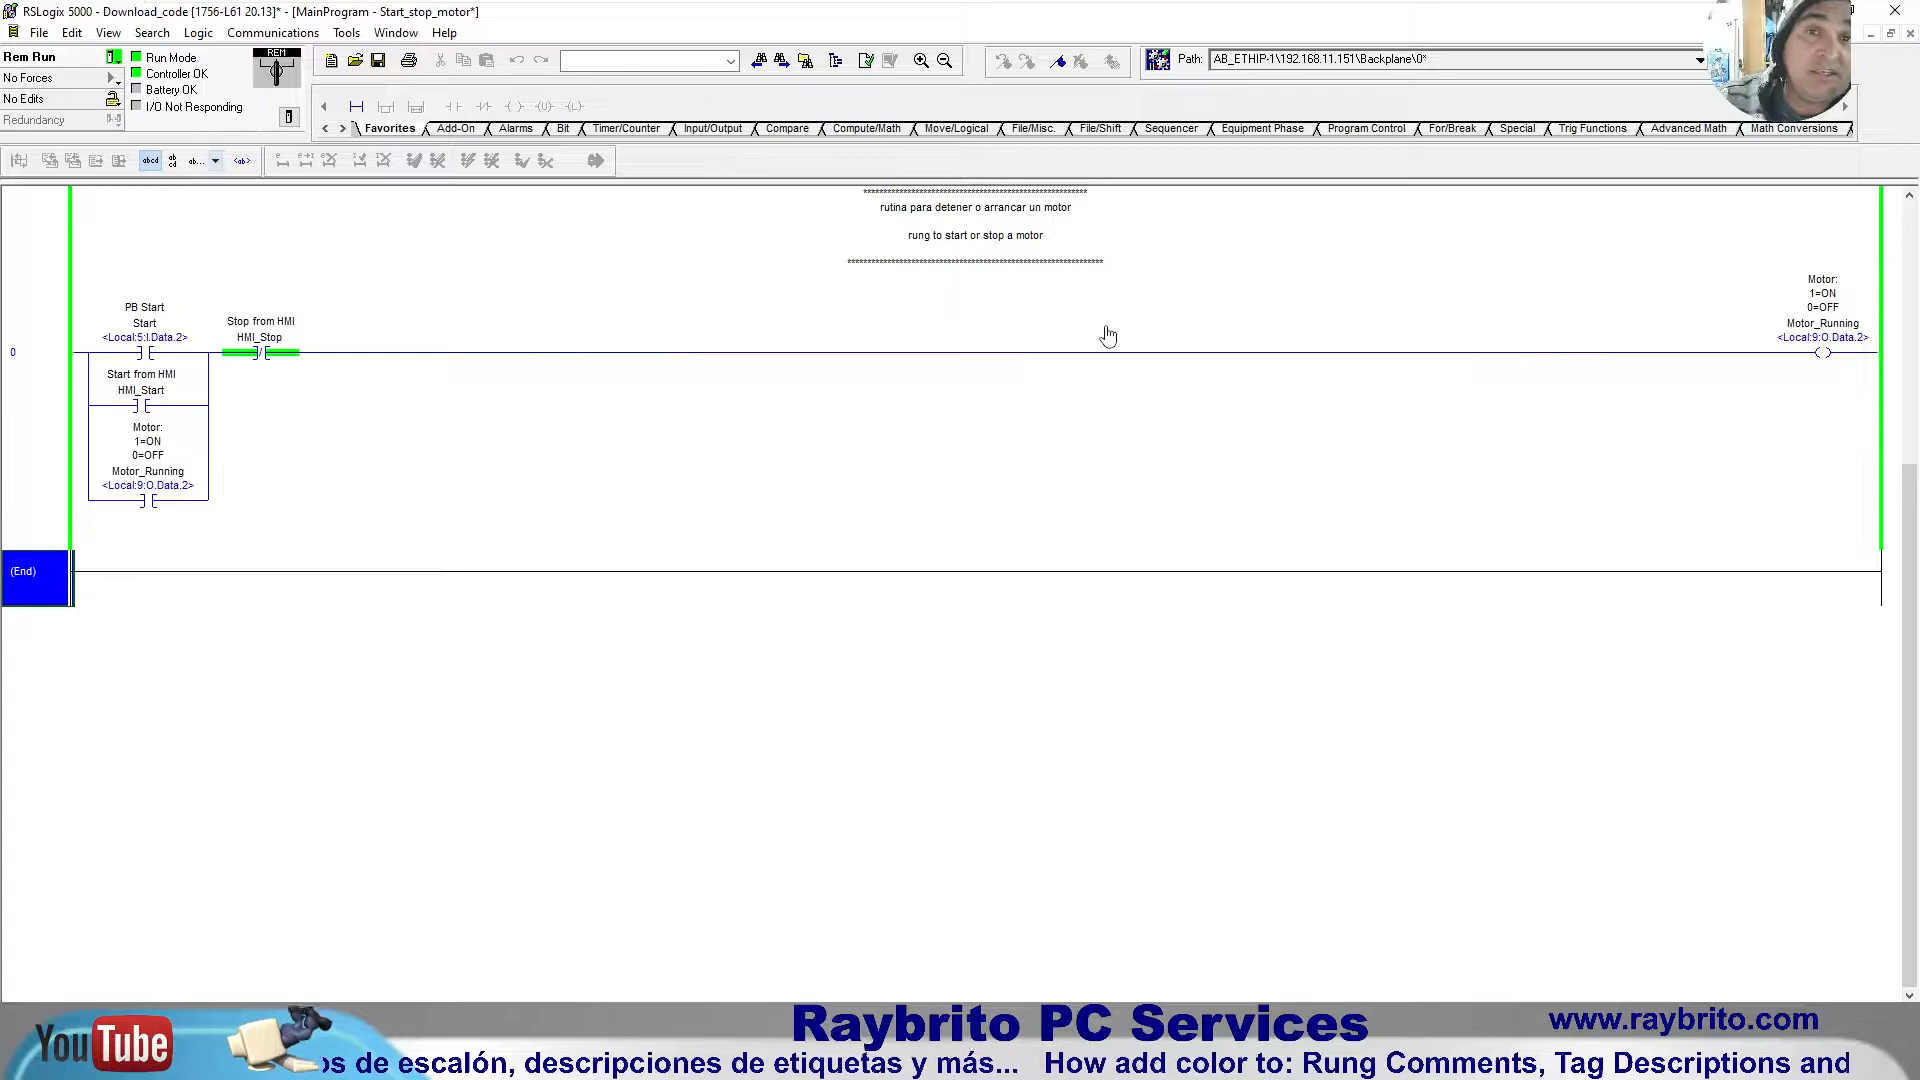 RSLogix 5000 - Download_code [1756-L61 20.13]* - [MainProgram - Start_stop_motor*]
File Edit View Search Logic Communications Tools Window Help
Rem Run
No Forces
No Edits
Redundancy
Run Mode
Controller OK
Battery OK
I/O Not Responding
REM
Path: AB_ETHIP-1\192.168.11.151\Backplane\0*
Favorites Add-On Alarms Bit Timer/Counter Input/Output Compare Compute/Math Move/Logical File/Misc. File/Shift Sequencer Equipment Phase Program Control For/Break Special Trig Functions Advanced Math Math Conversions
abcd ab cd ab... <ab>
********************************************************
rutina para detener o arrancar un motor
rung to start or stop a motor
****************************************************************
PB Start
Start
<Local:5:I.Data.2>
Stop from HMI
HMI_Stop
Motor:
1=ON
0=OFF
Motor_Running
<Local:9:O.Data.2>
0
Start from HMI
HMI_Start
Motor:
1=ON
0=OFF
Motor_Running
<Local:9:O.Data.2>
(End)
YouTube
Raybrito PC Services
www.raybrito.com
os de escalón, descripciones de etiquetas y más... How add color to: Rung Comments, Tag Descriptions and